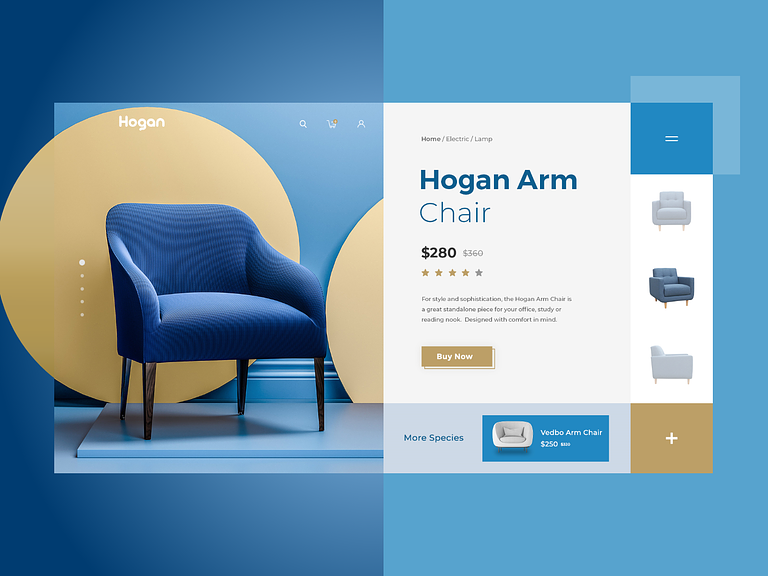 Hogan
Home / Electric / Lamp
Hogan Arm
Chair
$280 $360
For style and sophistication, the Hogan Arm Chair is
a great standalone piece for your office, study or
reading nook. Designed with comfort in mind.
Buy Now
More Species
Vedbo Arm Chair
$250 $320